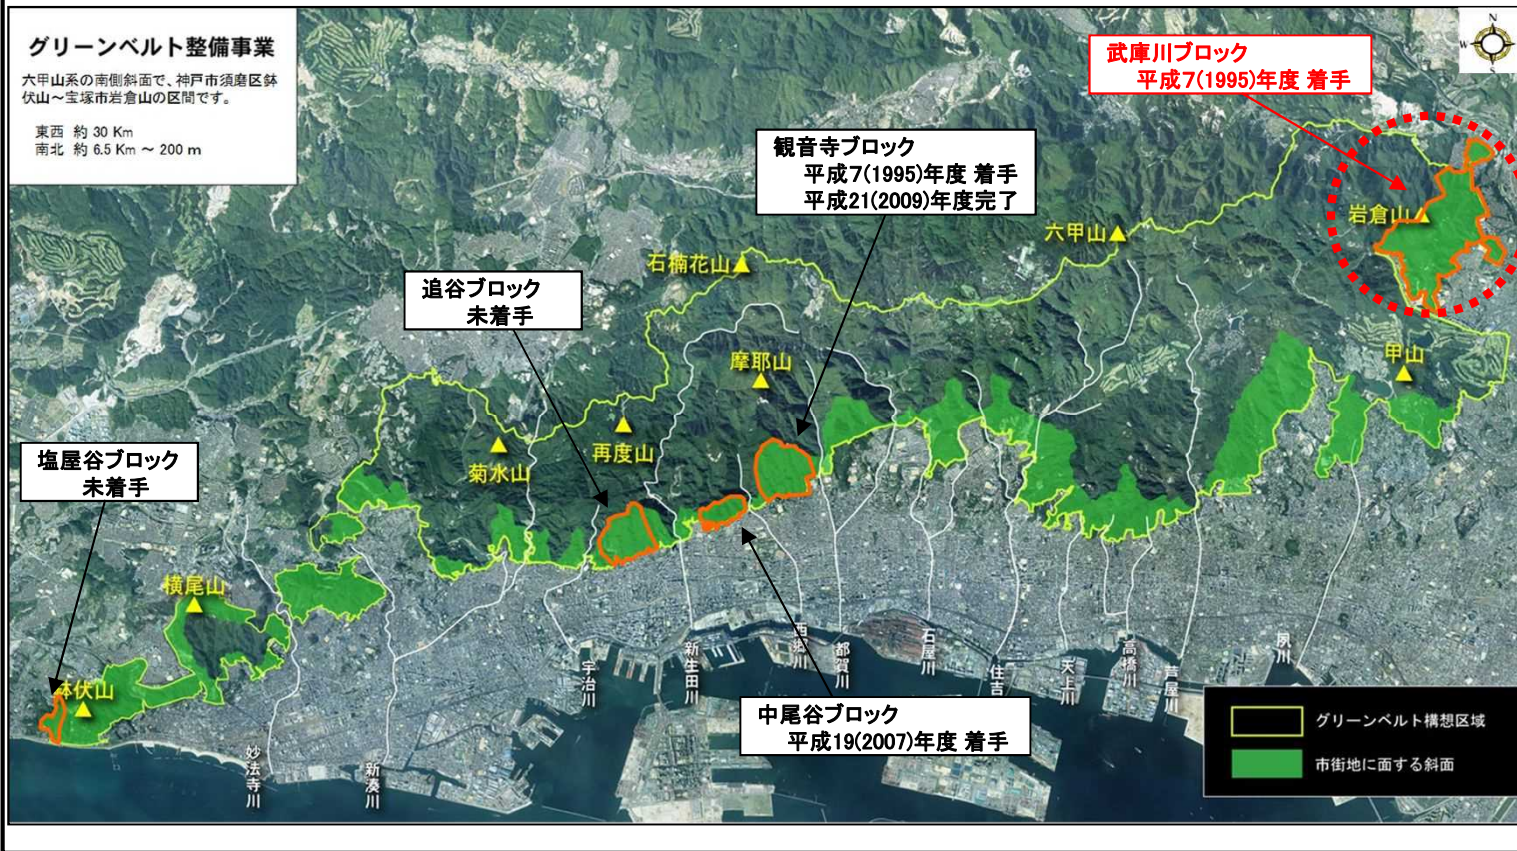 グリーンベルト整備事業
六甲山系の南側斜面で、神戸市須磨区鉢
伏山～宝塚市岩倉山の区間です。
東西 約 30 Km
南北 約 6.5 Km ～ 200 m
N
W
S
武庫川ブロック
平成7(1995)年度 着手
観音寺ブロック
平成7(1995)年度 着手
平成21(2009)年度完了
岩倉山
六甲山
石楠花山
追谷ブロック
未着手
摩耶山
甲山
再度山
菊水山
塩屋谷ブロック
未着手
横尾山
鉢伏山
中尾谷ブロック
平成19(2007)年度 着手
妙法寺川
新湊川
宇治川
新生田川
西郷川
都賀川
石屋川
住吉
天上川
高橋川
芦屋川
夙川
グリーンベルト構想区域
市街地に面する斜面